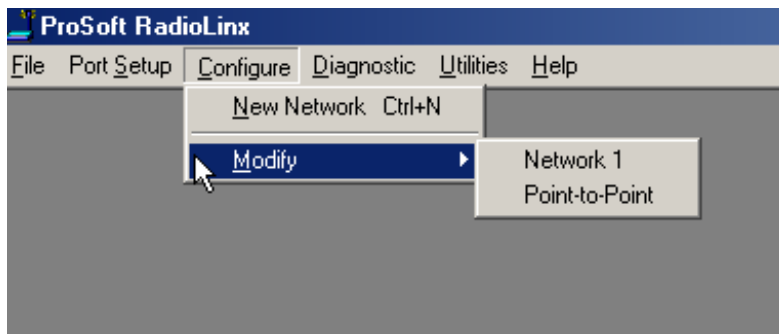 ProSoft RadioLinx
File Port Setup Configure Diagnostic Utilities Help
New Network Ctrl+N
Modify
Network 1
Point-to-Point